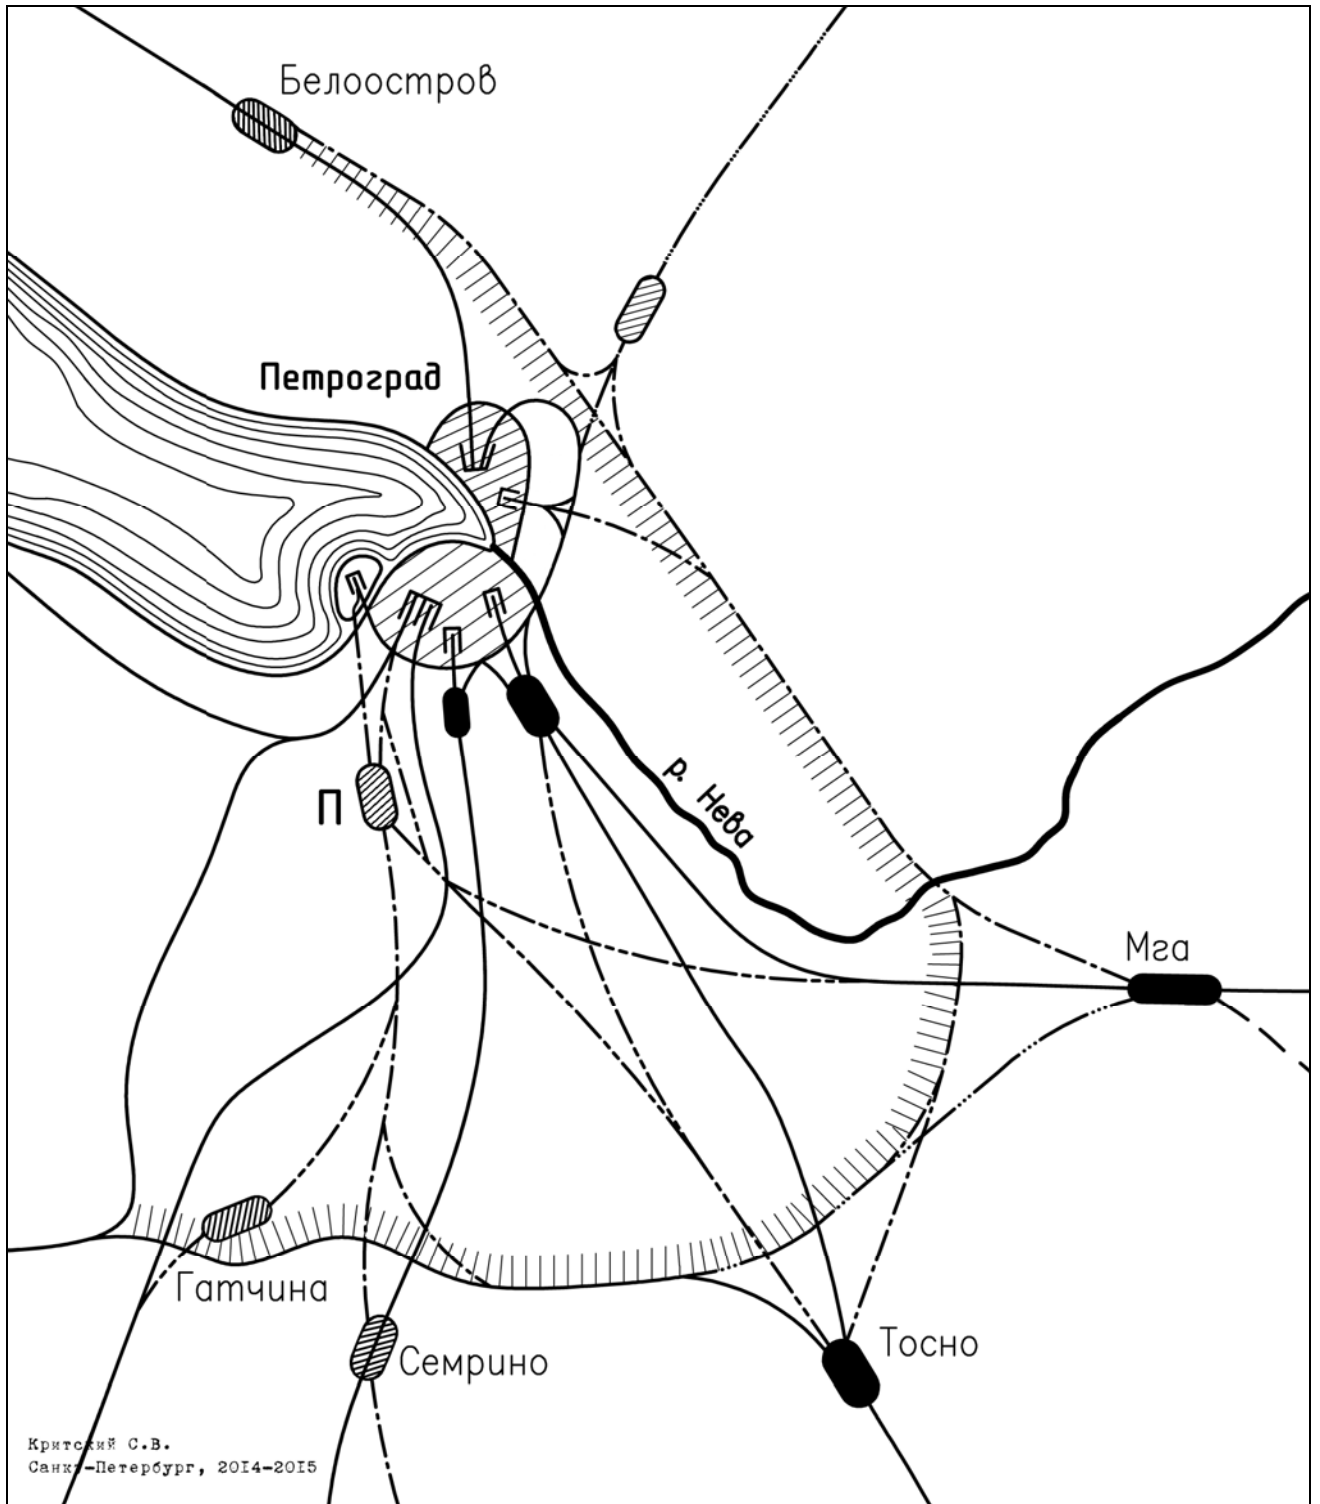 Белоостров
Петроград
р. Нева
П
Мга
Гатчина
Семрино
Тосно
Критский С.В.
Санкт-Петербург, 2014-2015